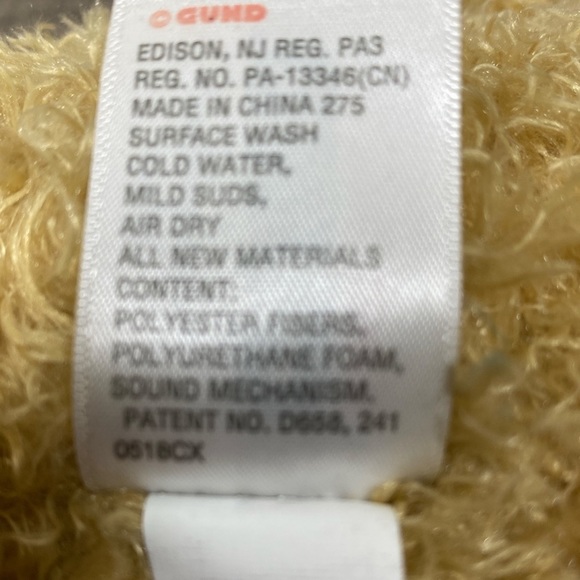 © GUND
EDISON, NJ REG. PA3
REG. NO. PA-13346(CN)
MADE IN CHINA 275
SURFACE WASH
COLD WATER,
MILD SUDS,
AIR DRY
ALL NEW MATERIALS
CONTENT:
POLYESTER FIBERS,
POLYURETHANE FOAM,
SOUND MECHANISM.
PATENT NO. D658, 241
0518CX